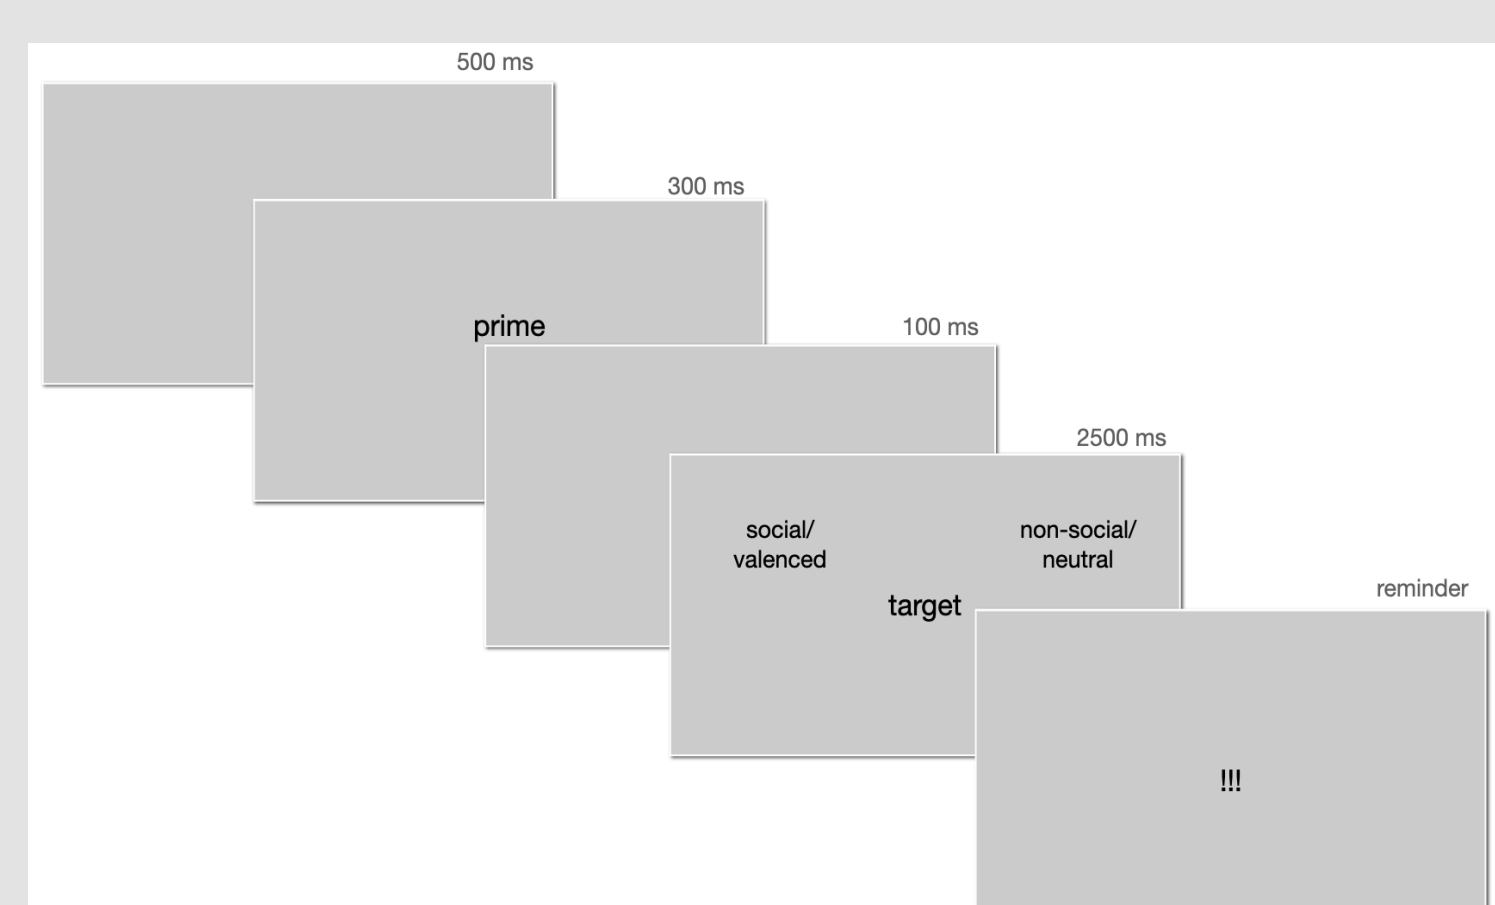 500 ms
300 ms
prime
100 ms
2500 ms
social/
valenced
non-social/
neutral
target
reminder
!!!